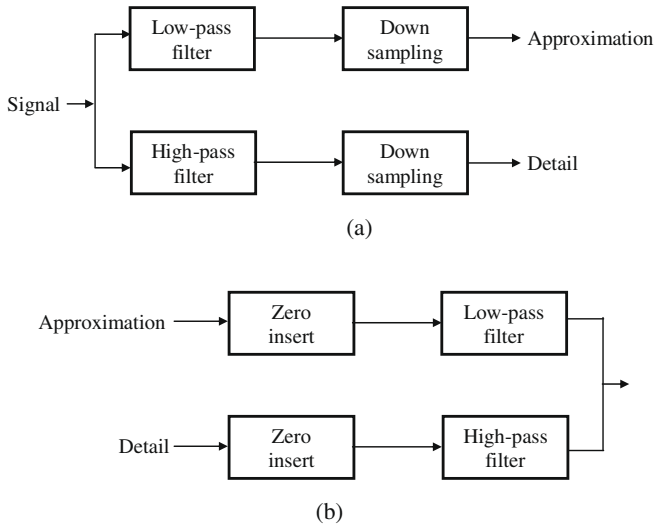 Low-pass
filter
Down
sampling
Approximation
Signal
High-pass
filter
Down
sampling
Detail
(a)
Approximation
Zero
insert
Low-pass
filter
Detail
Zero
insert
High-pass
filter
(b)